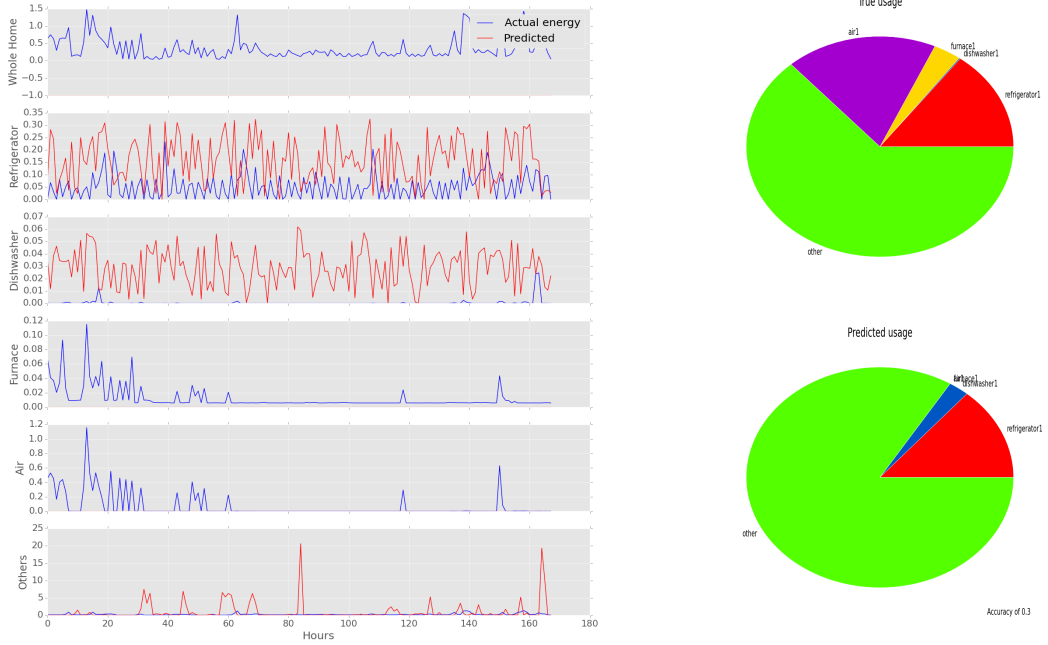 Whole Home
1.5
1.0
0.5
0.0
−0.5
−1.0
Actual energy
Predicted
Refrigerator
0.35
0.30
0.25
0.20
0.15
0.10
0.05
0.00
Dishwasher
0.07
0.06
0.05
0.04
0.03
0.02
0.01
0.00
Furnace
0.12
0.10
0.08
0.06
0.04
0.02
0.00
Air
1.2
1.0
0.8
0.6
0.4
0.2
0.0
Others
25
20
15
10
5
0
0 20 40 60 80 100 120 140 160 180
Hours
True usage
air1
furnace1
dishwasher1
refrigerator1
other
Predicted usage
dishwasher1
refrigerator1
other
Accuracy of 0.3